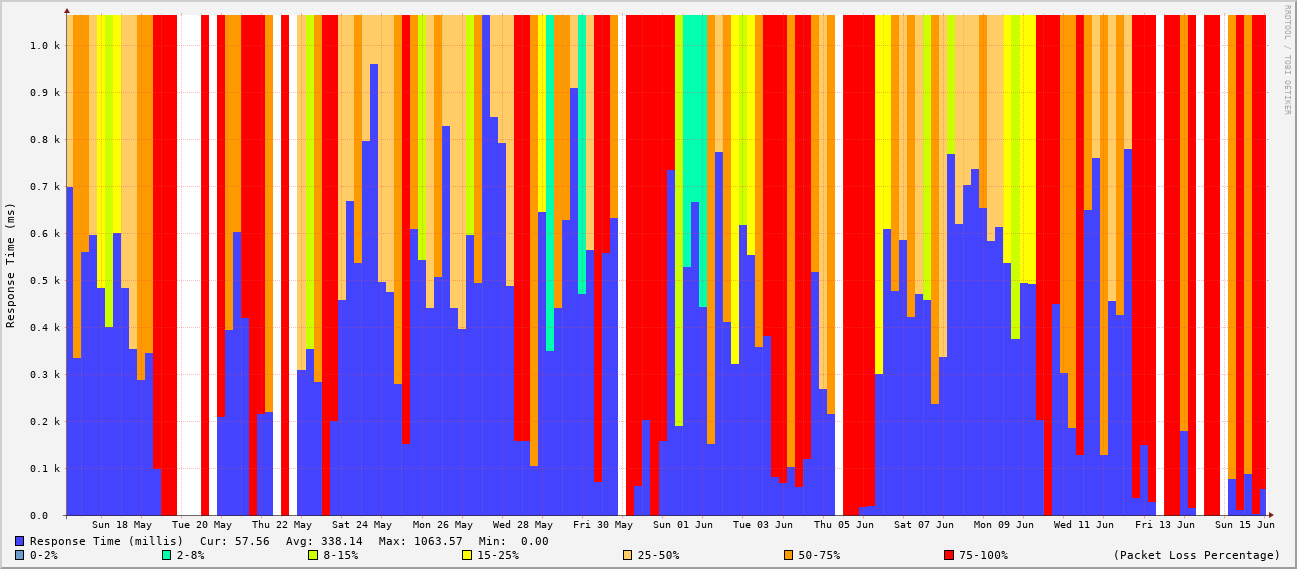 RRDTOOL / TOBI OETIKER
Response Time (ms)
1.0 k
0.9 k
0.8 k
0.7 k
0.6 k
0.5 k
0.4 k
0.3 k
0.2 k
0.1 k
0.0
Sun 18 May Tue 20 May Thu 22 May Sat 24 May Mon 26 May Wed 28 May Fri 30 May Sun 01 Jun Tue 03 Jun Thu 05 Jun Sat 07 Jun Mon 09 Jun Wed 11 Jun Fri 13 Jun Sun 15 Jun
Response Time (millis) Cur: 57.56 Avg: 338.14 Max: 1063.57 Min: 0.00
0-2% 2-8% 8-15% 15-25% 25-50% 50-75% 75-100% (Packet Loss Percentage)